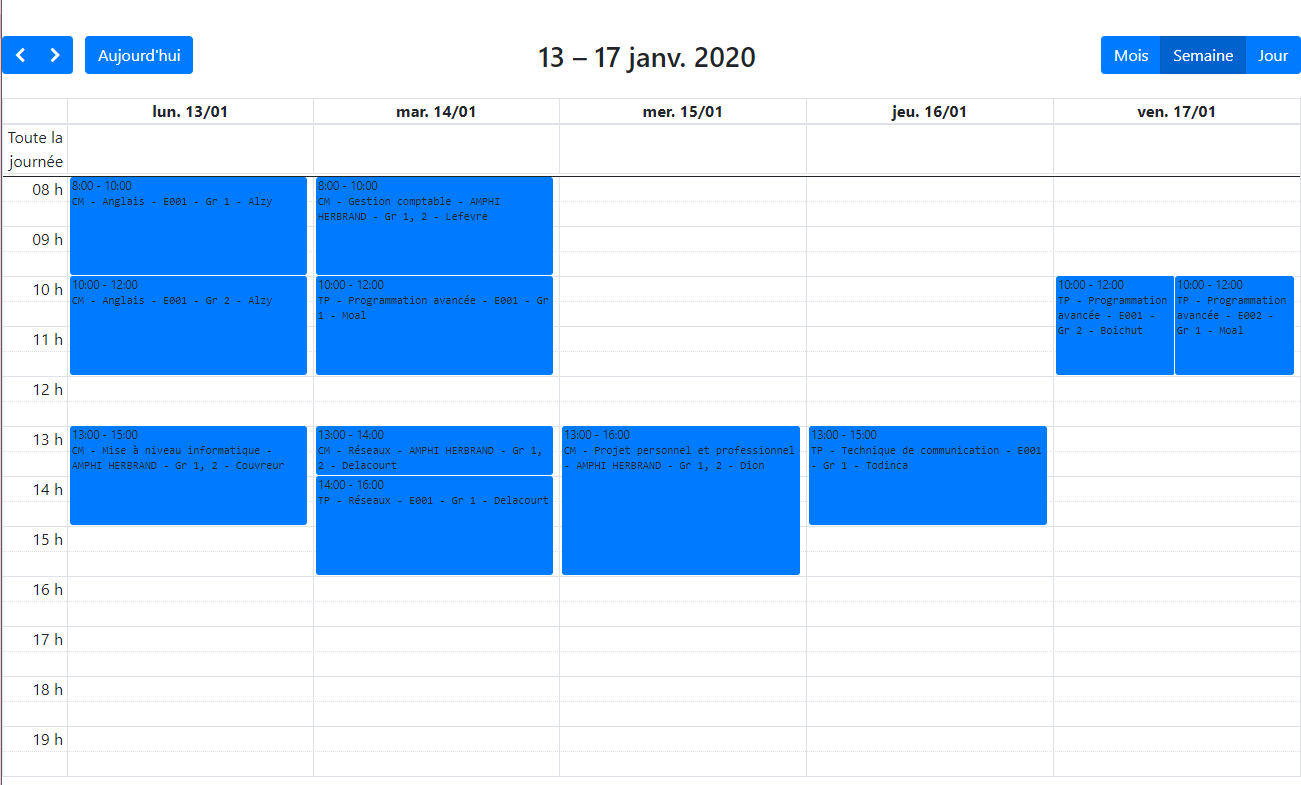 Aujourd'hui
13 – 17 janv. 2020
Mois Semaine Jour
lun. 13/01
mar. 14/01
mer. 15/01
jeu. 16/01
ven. 17/01
Toute la
journée
08 h
09 h
10 h
11 h
12 h
13 h
14 h
15 h
16 h
17 h
18 h
19 h
8:00 - 10:00
CM - Anglais - E001 - Gr 1 - Alzy
10:00 - 12:00
CM - Anglais - E001 - Gr 2 - Alzy
13:00 - 15:00
CM - Mise à niveau informatique -
AMPHI HERBRAND - Gr 1, 2 - Couvreur
8:00 - 10:00
CM - Gestion comptable - AMPHI
HERBRAND - Gr 1, 2 - Lefevre
10:00 - 12:00
TP - Programmation avancée - E001 - Gr
1 - Moal
13:00 - 14:00
CM - Réseaux - AMPHI HERBRAND - Gr 1,
2 - Delacourt
14:00 - 16:00
TP - Réseaux - E001 - Gr 1 - Delacourt
13:00 - 16:00
CM - Projet personnel et professionnel
- AMPHI HERBRAND - Gr 1, 2 - Dion
13:00 - 15:00
TP - Technique de communication - E001
- Gr 1 - Todinca
10:00 - 12:00
TP - Programmation
avancée - E001 -
Gr 2 - Boichut
10:00 - 12:00
TP - Programmation
avancée - E002 -
Gr 1 - Moal